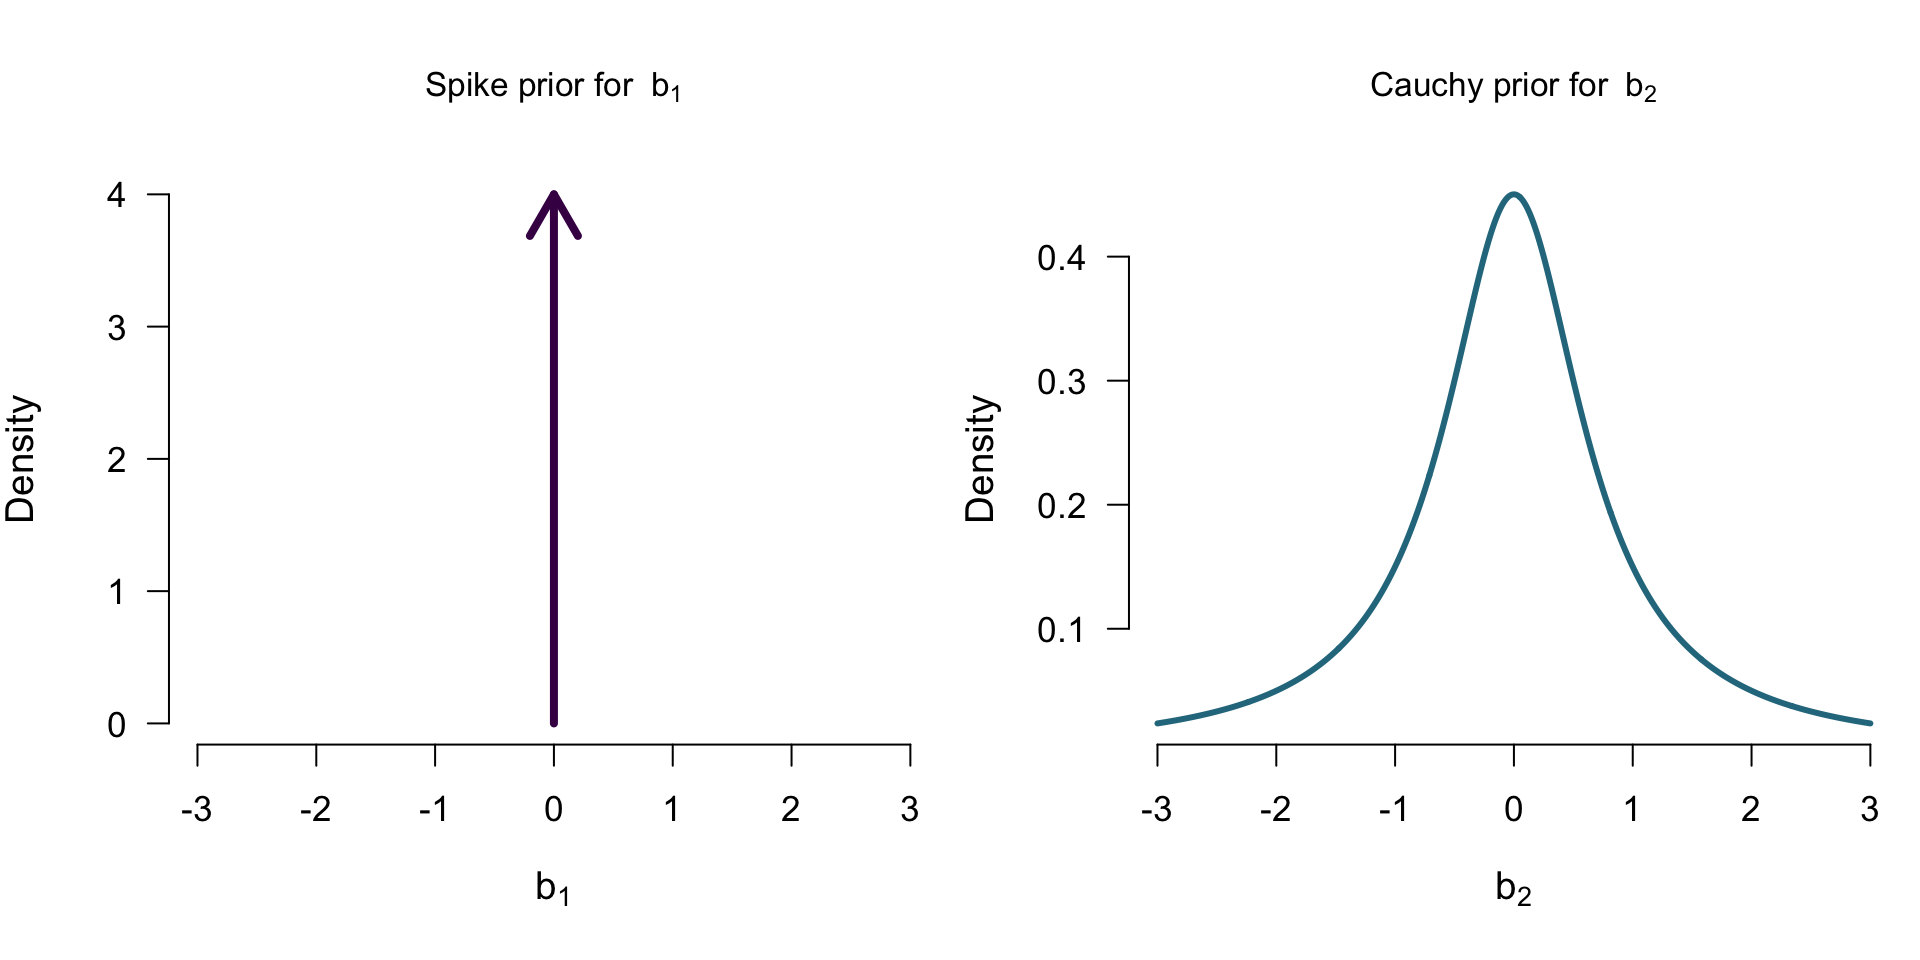 Spike prior for b₁
4
3
2
1
0
Density
-3 -2 -1 0 1 2 3
b₁
Cauchy prior for b₂
0.4
0.3
0.2
0.1
Density
-3 -2 -1 0 1 2 3
b₂